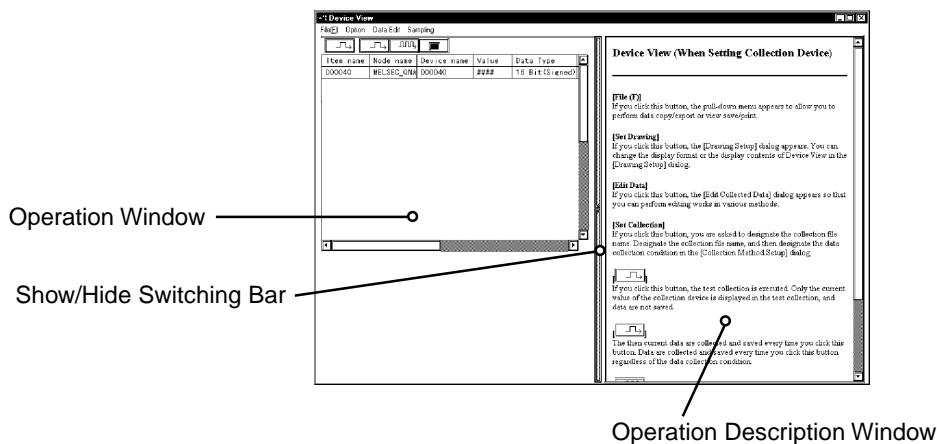 Device View
File(F) Option Data Edit Sampling
Item name Node name Device name Value Data Type
D00040 MELSEC_QNA D00040 #### 16 Bit(Signed)
Operation Window
Show/Hide Switching Bar
Device View (When Setting Collection Device)
[File (F)]
If you click this button, the pull-down menu appears to allow you to
perform data copy/export or view save/print.
[Set Drawing]
If you click this button, the [Drawing Setup] dialog appears. You can
change the display format or the display contents of Device View in the
[Drawing Setup] dialog.
[Edit Data]
If you click this button, the [Edit Collected Data] dialog appears so that
you can perform editing works in various methods.
[Set Collection]
If you click this button, you are asked to designate the collection file
name. Designate the collection file name, and then designate the data
collection condition in the [Collection Method Setup] dialog.
If you click this button, the test collection is executed. Only the current
value of the collection device is displayed in the test collection, and
data are not saved.
The then current data are collected and saved every time you click this
button. Data are collected and saved every time you click this button
regardless of the data collection condition.
Operation Description Window